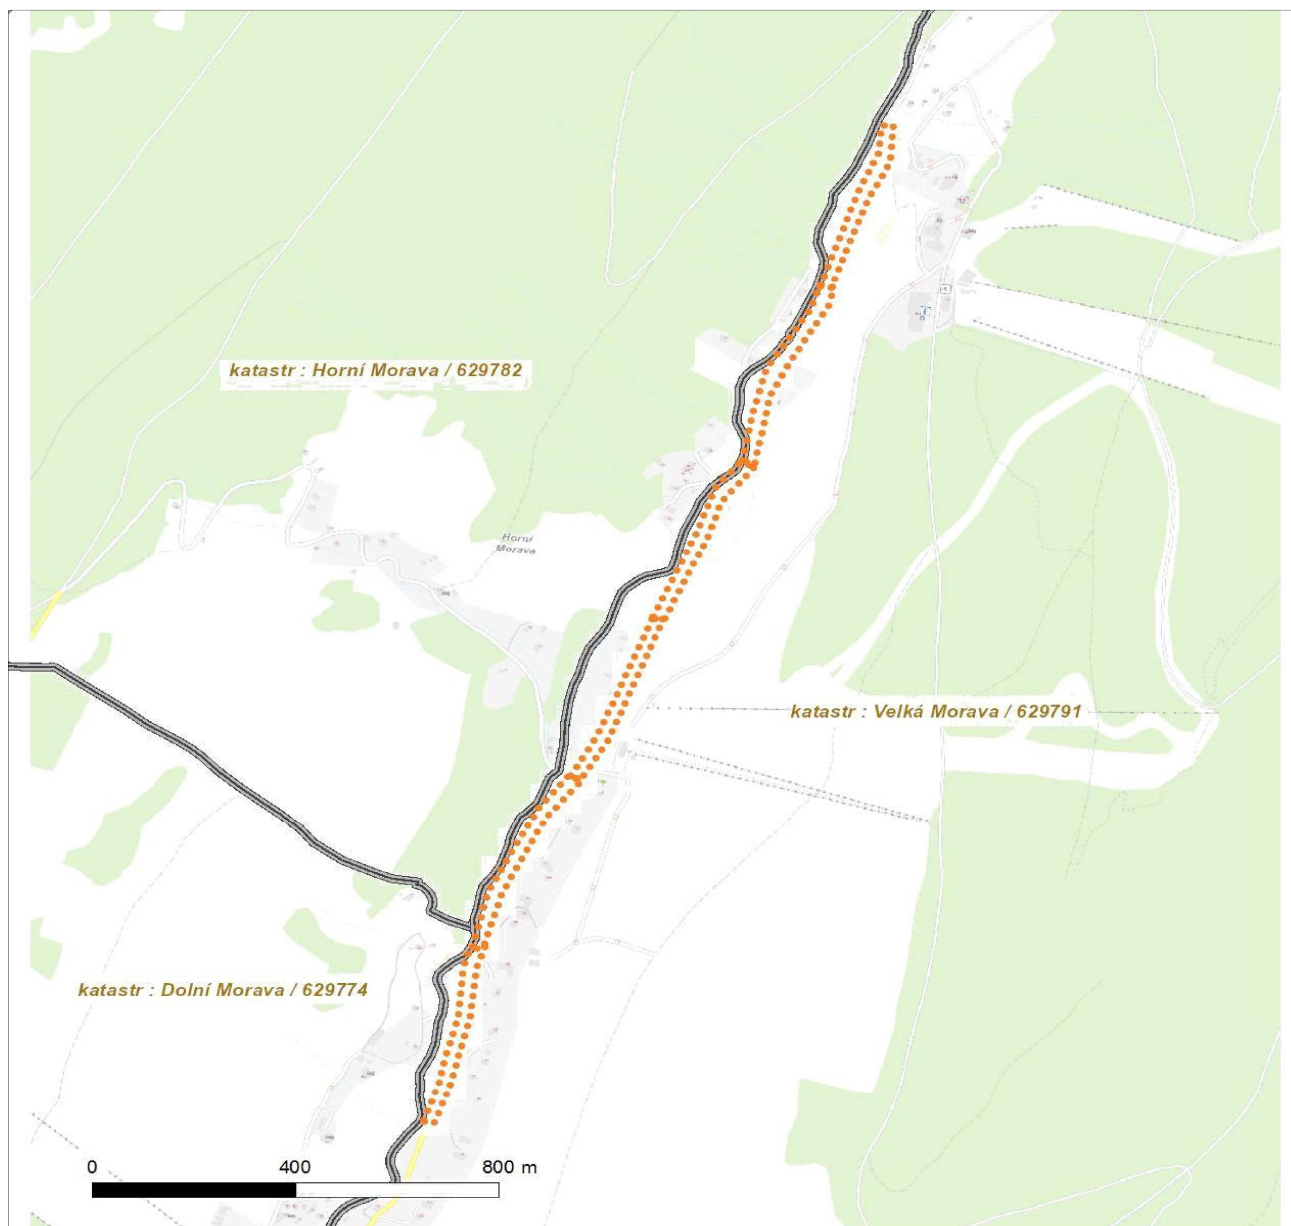 katastr : Horní Morava / 629782
Horní
Morava
katastr : Velká Morava / 629791
katastr : Dolní Morava / 629774
0 400 800 m